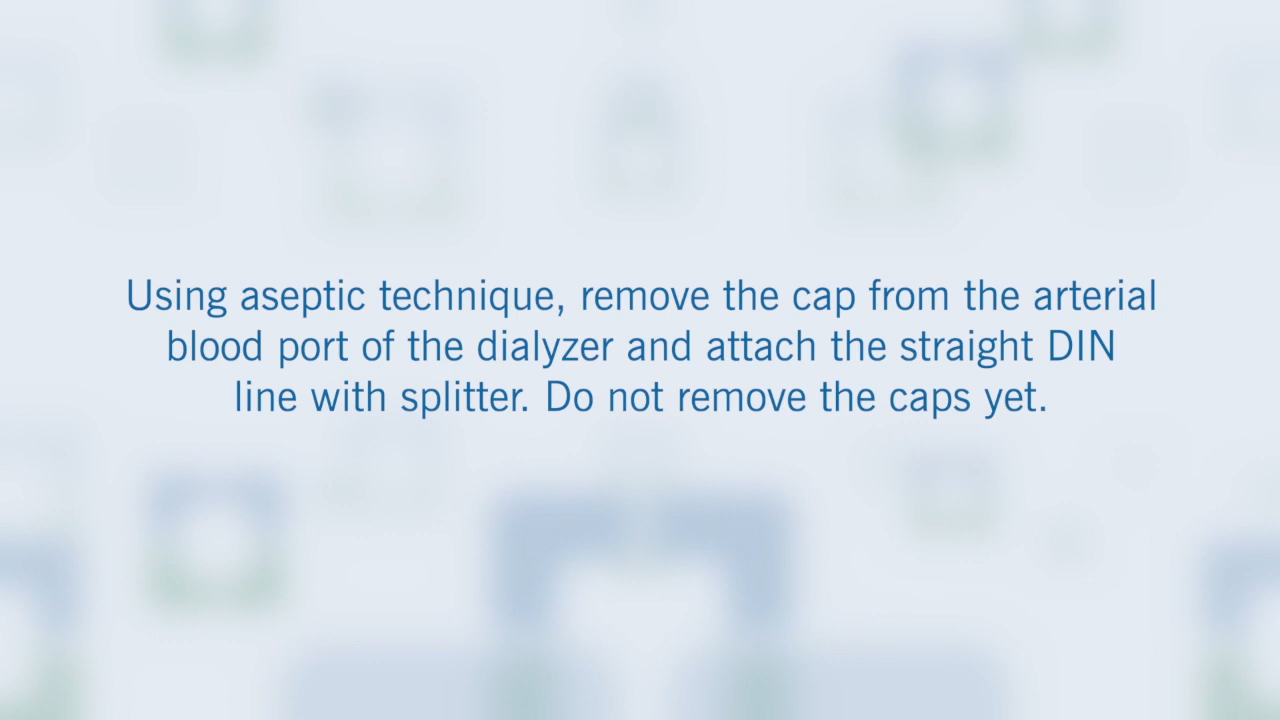 Using aseptic technique, remove the cap from the arterial
blood port of the dialyzer and attach the straight DIN
line with splitter. Do not remove the caps yet.